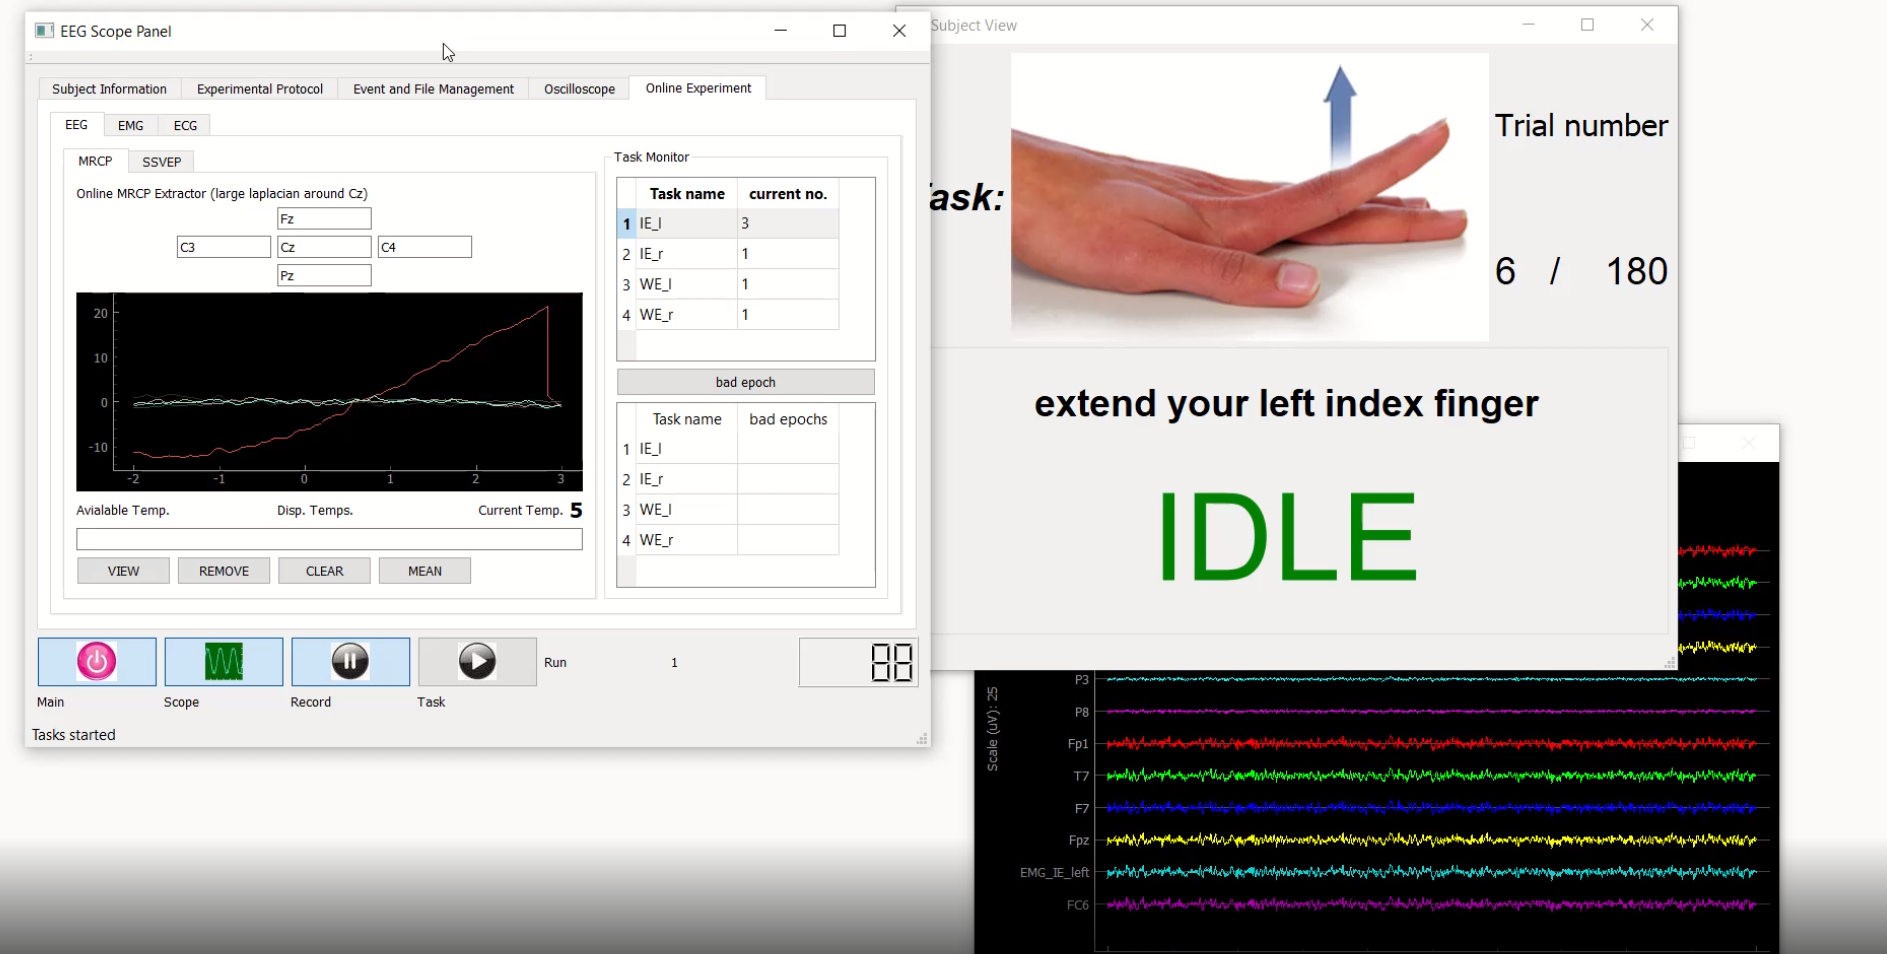 EEG Scope Panel
Subject Information Experimental Protocol Event and File Management Oscilloscope Online Experiment
EEG EMG ECG
MRCP SSVEP
Online MRCP Extractor (large laplacian around Cz)
Fz
C3 Cz C4
Pz
20
10
0
-10
-2 -1 0 1 2 3
Avialable Temp. Disp. Temps. Current Temp. 5
VIEW REMOVE CLEAR MEAN
Task Monitor
Task name current no.
1 IE_l 3
2 IE_r 1
3 WE_l 1
4 WE_r 1
bad epoch
Task name bad epochs
1 IE_l
2 IE_r
3 WE_l
4 WE_r
Run 1 00
Main Scope Record Task
Tasks started
Subject View
Task:
Trial number
6 / 180
extend your left index finger
IDLE
Scale (uV): 25
P3
P8
Fp1
T7
F7
Fpz
EMG_IE_left
FC6